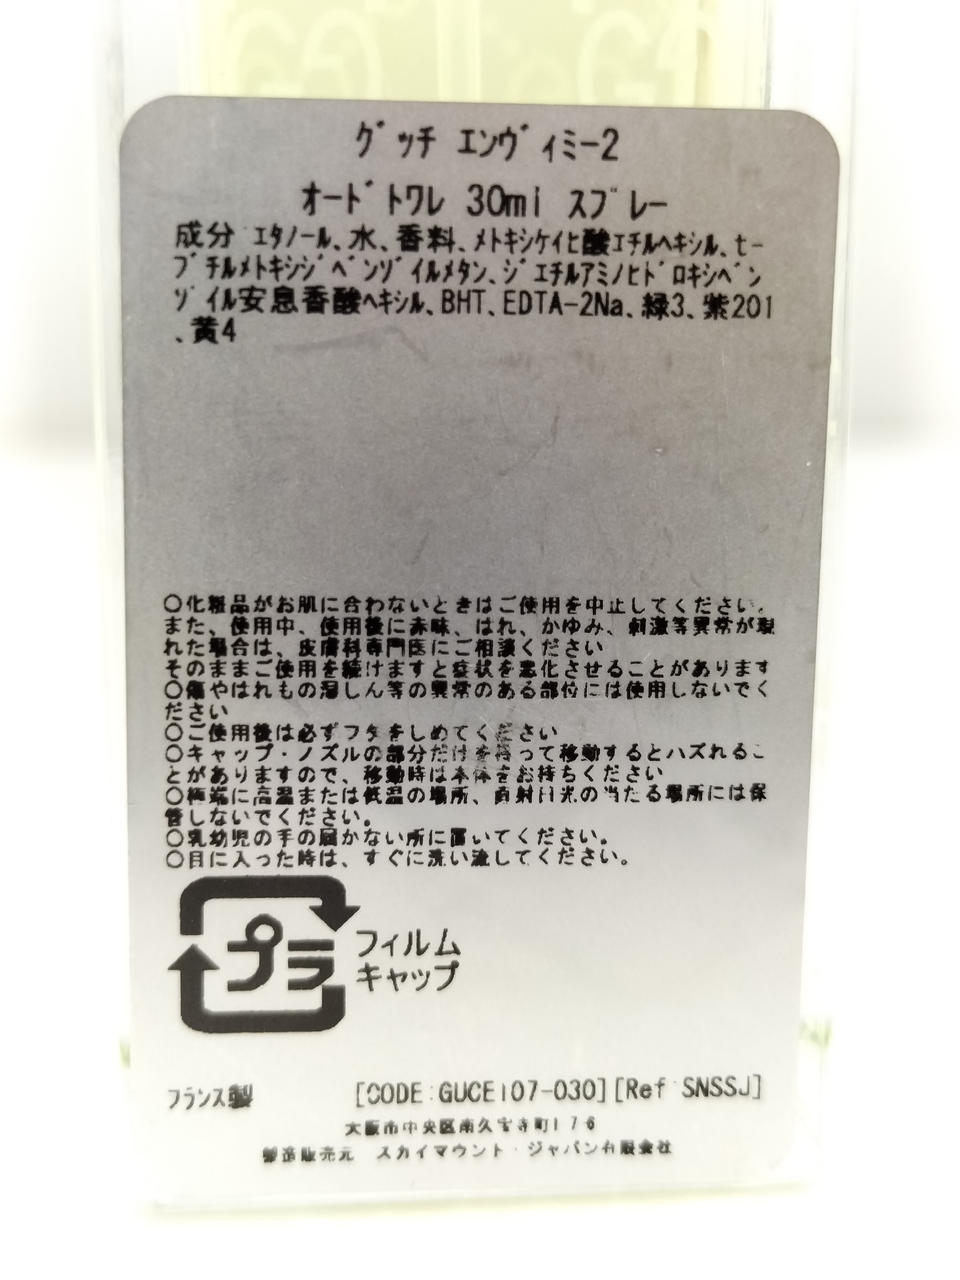 ｸﾞｯﾁ ｴﾝｳﾞｨﾐｰ2
ｵｰﾄﾞﾄﾜﾚ 30ml ｽﾌﾟﾚｰ
成分 ｴﾀﾉｰﾙ､水､香料､ﾒﾄｷｼｹｲﾋ酸ｴﾁﾙﾍｷｼﾙ､t-
ﾌﾞﾁﾙﾒﾄｷｼｼﾞﾍﾞﾝｿﾞｲﾙﾒﾀﾝ､ｼﾞｴﾁﾙｱﾐﾉﾋﾄﾞﾛｷｼﾍﾞﾝ
ｿﾞｲﾙ安息香酸ﾍｷｼﾙ､BHT､EDTA-2Na､緑3､紫201
､黄4
○化粧品がお肌に合わないときはご使用を中止してください。
また、使用中、使用後に赤味、はれ、かゆみ、刺激等異常が現
れた場合は、皮膚科専門医にご相談ください
そのままご使用を続けますと症状を悪化させることがあります
○傷やはれもの湿しん等の異常のある部位には使用しないでく
ださい
○ご使用後は必ずフタをしめてください
○キャップ・ノズルの部分だけを持って移動するとハズれるこ
とがありますので、移動時は本体をお持ちください
○極端に高温または低温の場所、直射日光の当たる場所には保
管しないでください。
○乳幼児の手の届かない所に置いてください。
○目に入った時は、すぐに洗い流してください。
プラ
フィルム
キャップ
ﾌﾗﾝｽ製
[CODE:GUCE107-030][Ref SNSSJ]
大阪市中央区南久宝寺町176
製造販売元 スカイマウント・ジャパン有限会社